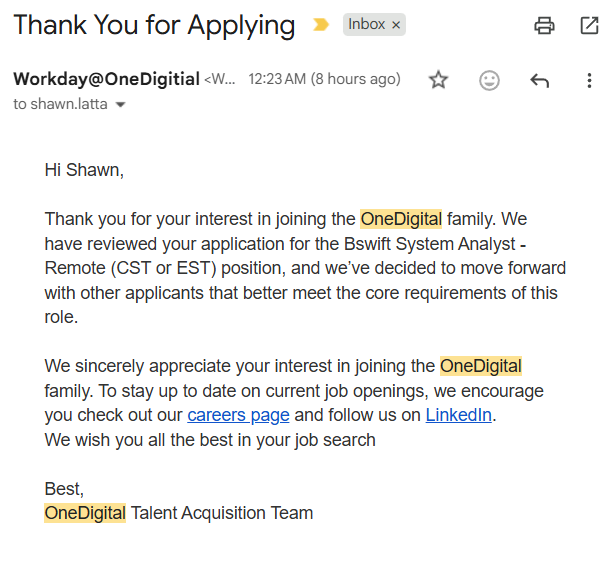 Thank You for Applying
Inbox ×
Workday@OneDigitial <W... 12:23 AM (8 hours ago)
to shawn.latta
Hi Shawn,
Thank you for your interest in joining the OneDigital family. We
have reviewed your application for the Bswift System Analyst -
Remote (CST or EST) position, and we’ve decided to move forward
with other applicants that better meet the core requirements of this
role.
We sincerely appreciate your interest in joining the OneDigital
family. To stay up to date on current job openings, we encourage
you check out our careers page and follow us on LinkedIn.
We wish you all the best in your job search
Best,
OneDigital Talent Acquisition Team